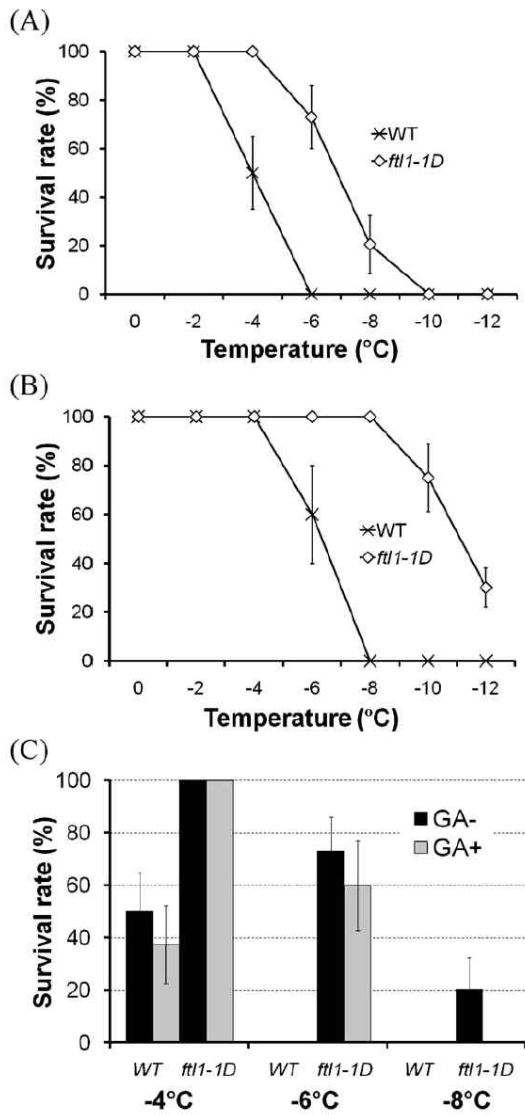 (A)
100
80
60
40
20
0
Survival rate (%)
WT
ftl1-1D
0 -2 -4 -6 -8 -10 -12
Temperature (°C)
(B)
100
80
60
40
20
0
Survival rate (%)
WT
ftl1-1D
0 -2 -4 -6 -8 -10 -12
Temperature (°C)
(C)
100
80
60
40
20
0
Survival rate (%)
GA-
GA+
WT ftl1-1D WT ftl1-1D WT ftl1-1D
-4°C -6°C -8°C